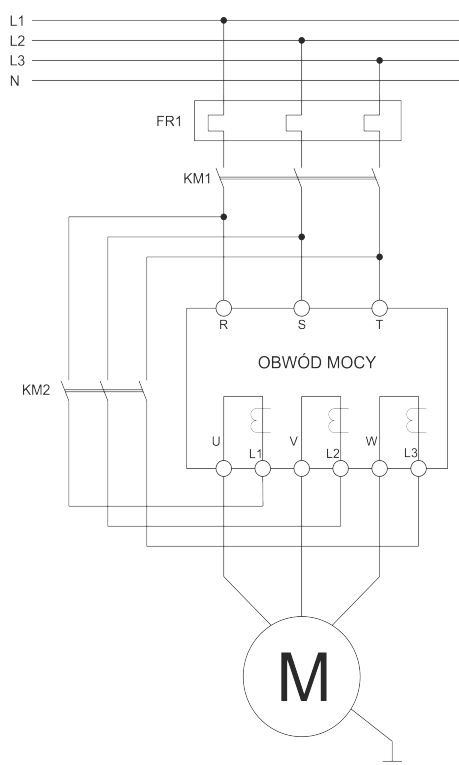 L1
L2
L3
N
FR1
KM1
R S T
OBWÓD MOCY
KM2
U L1 V L2 W L3
M